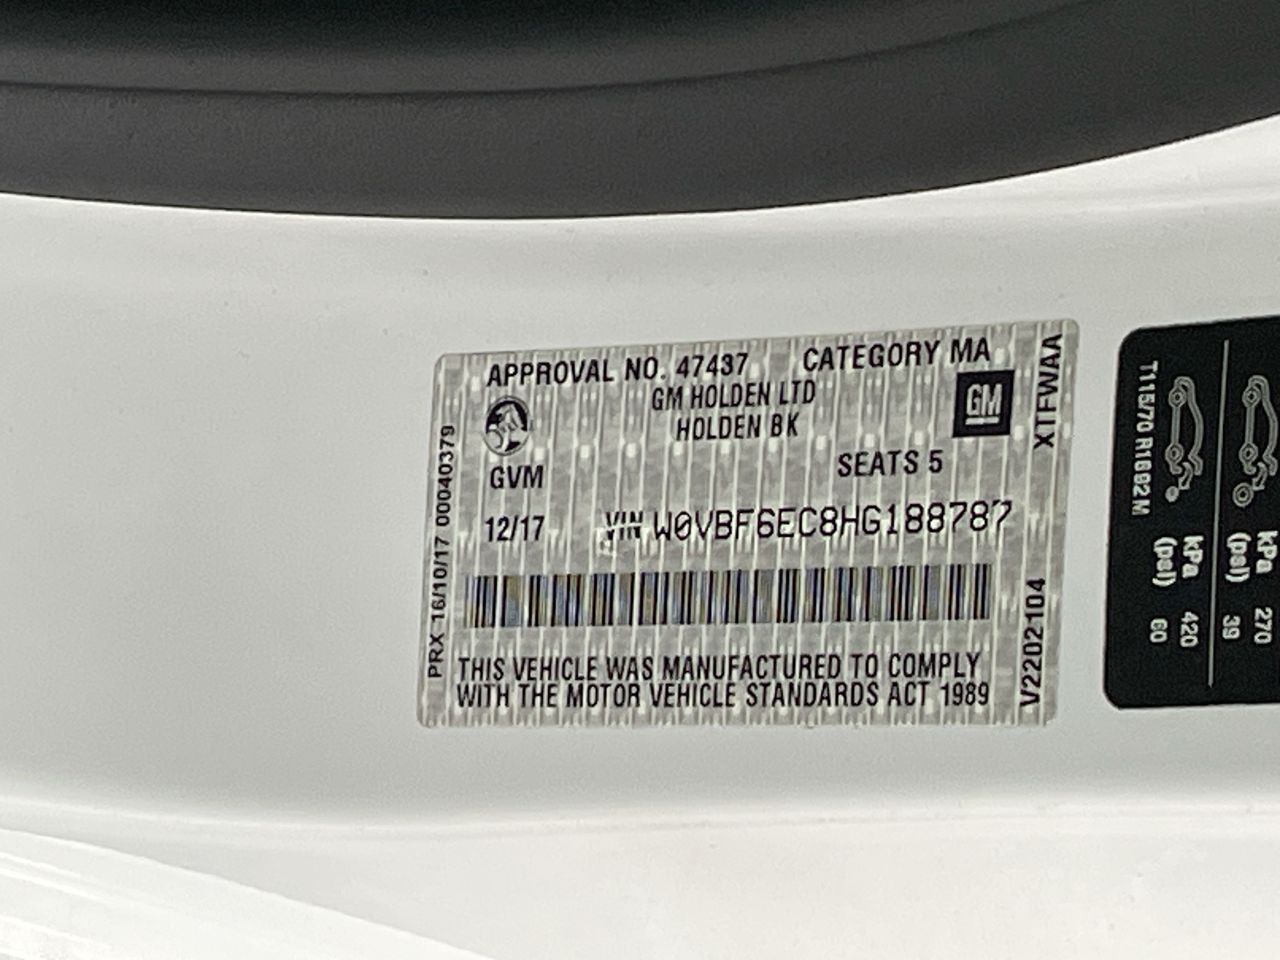 APPROVAL NO. 47437 CATEGORY MA
GM HOLDEN LTD
HOLDEN BK
GM
GVM SEATS 5
12/17 VIN W0VBF6EC8HG188787
THIS VEHICLE WAS MANUFACTURED TO COMPLY
WITH THE MOTOR VEHICLE STANDARDS ACT 1989
PRX 16/10/17 00040379
XTFWAA
V2202104
T115/70 R16 92M
kPa 420
(psi) 60
kPa 270
(psi) 39